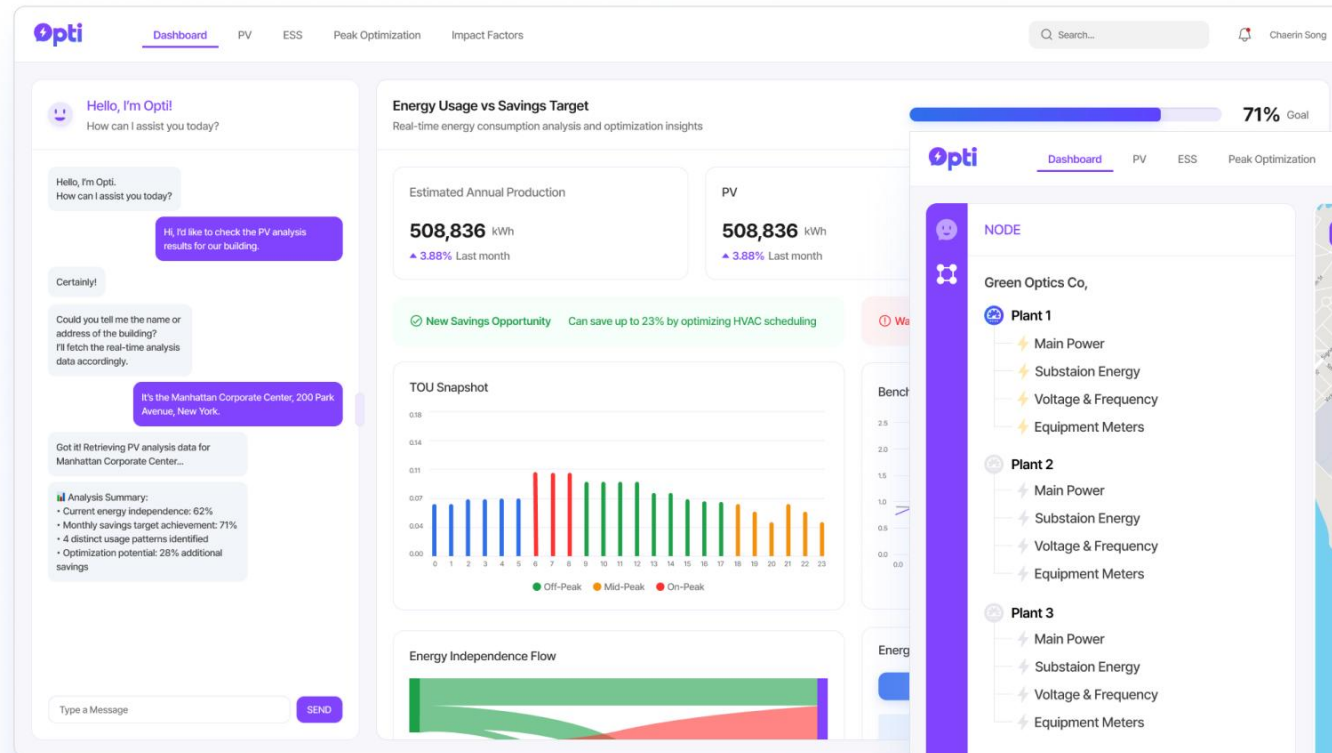 Opti
Dashboard PV ESS Peak Optimization Impact Factors
Search...
Chaerin Song
Hello, I'm Opti!
How can I assist you today?
Hello, I'm Opti.
How can I assist you today?
Hi, I'd like to check the PV analysis
results for our building.
Certainly!
Could you tell me the name or
address of the building?
I'll fetch the real-time analysis
data accordingly.
It's the Manhattan Corporate Center, 200 Park
Avenue, New York.
Got it! Retrieving PV analysis data for
Manhattan Corporate Center...
Analysis Summary:
• Current energy independence: 62%
• Monthly savings target achievement: 71%
• 4 distinct usage patterns identified
• Optimization potential: 28% additional
savings
Type a Message
SEND
Energy Usage vs Savings Target
Real-time energy consumption analysis and optimization insights
71% Goal
Estimated Annual Production
508,836 kWh
3.88% Last month
PV
508,836 kWh
3.88% Last month
New Savings Opportunity Can save up to 23% by optimizing HVAC scheduling
Wa
TOU Snapshot
0.18
0.14
0.11
0.07
0.04
0.00
0 1 2 3 4 5 6 7 8 9 10 11 12 13 14 15 16 17 18 19 20 21 22 23
Off-Peak Mid-Peak On-Peak
Bench
2.5
2.0
1.5
1.0
0.5
0.0
0.0
Energy Independence Flow
Energ
Opti
Dashboard PV ESS Peak Optimization
NODE
Green Optics Co,
Plant 1
Main Power
Substaion Energy
Voltage & Frequency
Equipment Meters
Plant 2
Main Power
Substaion Energy
Voltage & Frequency
Equipment Meters
Plant 3
Main Power
Substaion Energy
Voltage & Frequency
Equipment Meters